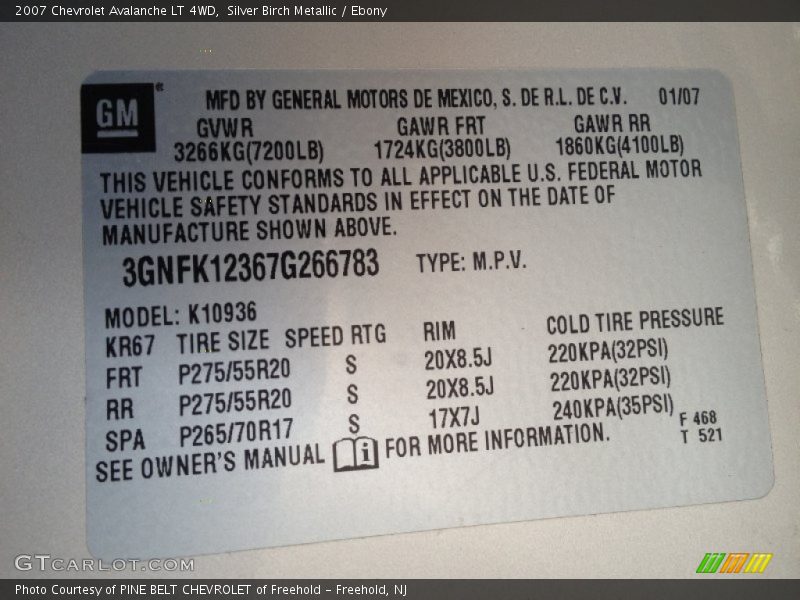 2007 Chevrolet Avalanche LT 4WD, Silver Birch Metallic / Ebony
GM
MFD BY GENERAL MOTORS DE MEXICO, S. DE R.L. DE C.V. 01/07
GVWR GAWR FRT GAWR RR
3266KG(7200LB) 1724KG(3800LB) 1860KG(4100LB)
THIS VEHICLE CONFORMS TO ALL APPLICABLE U.S. FEDERAL MOTOR
VEHICLE SAFETY STANDARDS IN EFFECT ON THE DATE OF
MANUFACTURE SHOWN ABOVE.
3GNFK12367G266783 TYPE: M.P.V.
MODEL: K10936
KR67 TIRE SIZE SPEED RTG RIM COLD TIRE PRESSURE
FRT P275/55R20 S 20X8.5J 220KPA(32PSI)
RR P275/55R20 S 20X8.5J 220KPA(32PSI)
SPA P265/70R17 S 17X7J 240KPA(35PSI)
F 468
T 521
SEE OWNER'S MANUAL i FOR MORE INFORMATION.
GTCARLOT.COM
Photo Courtesy of PINE BELT CHEVROLET of Freehold - Freehold, NJ